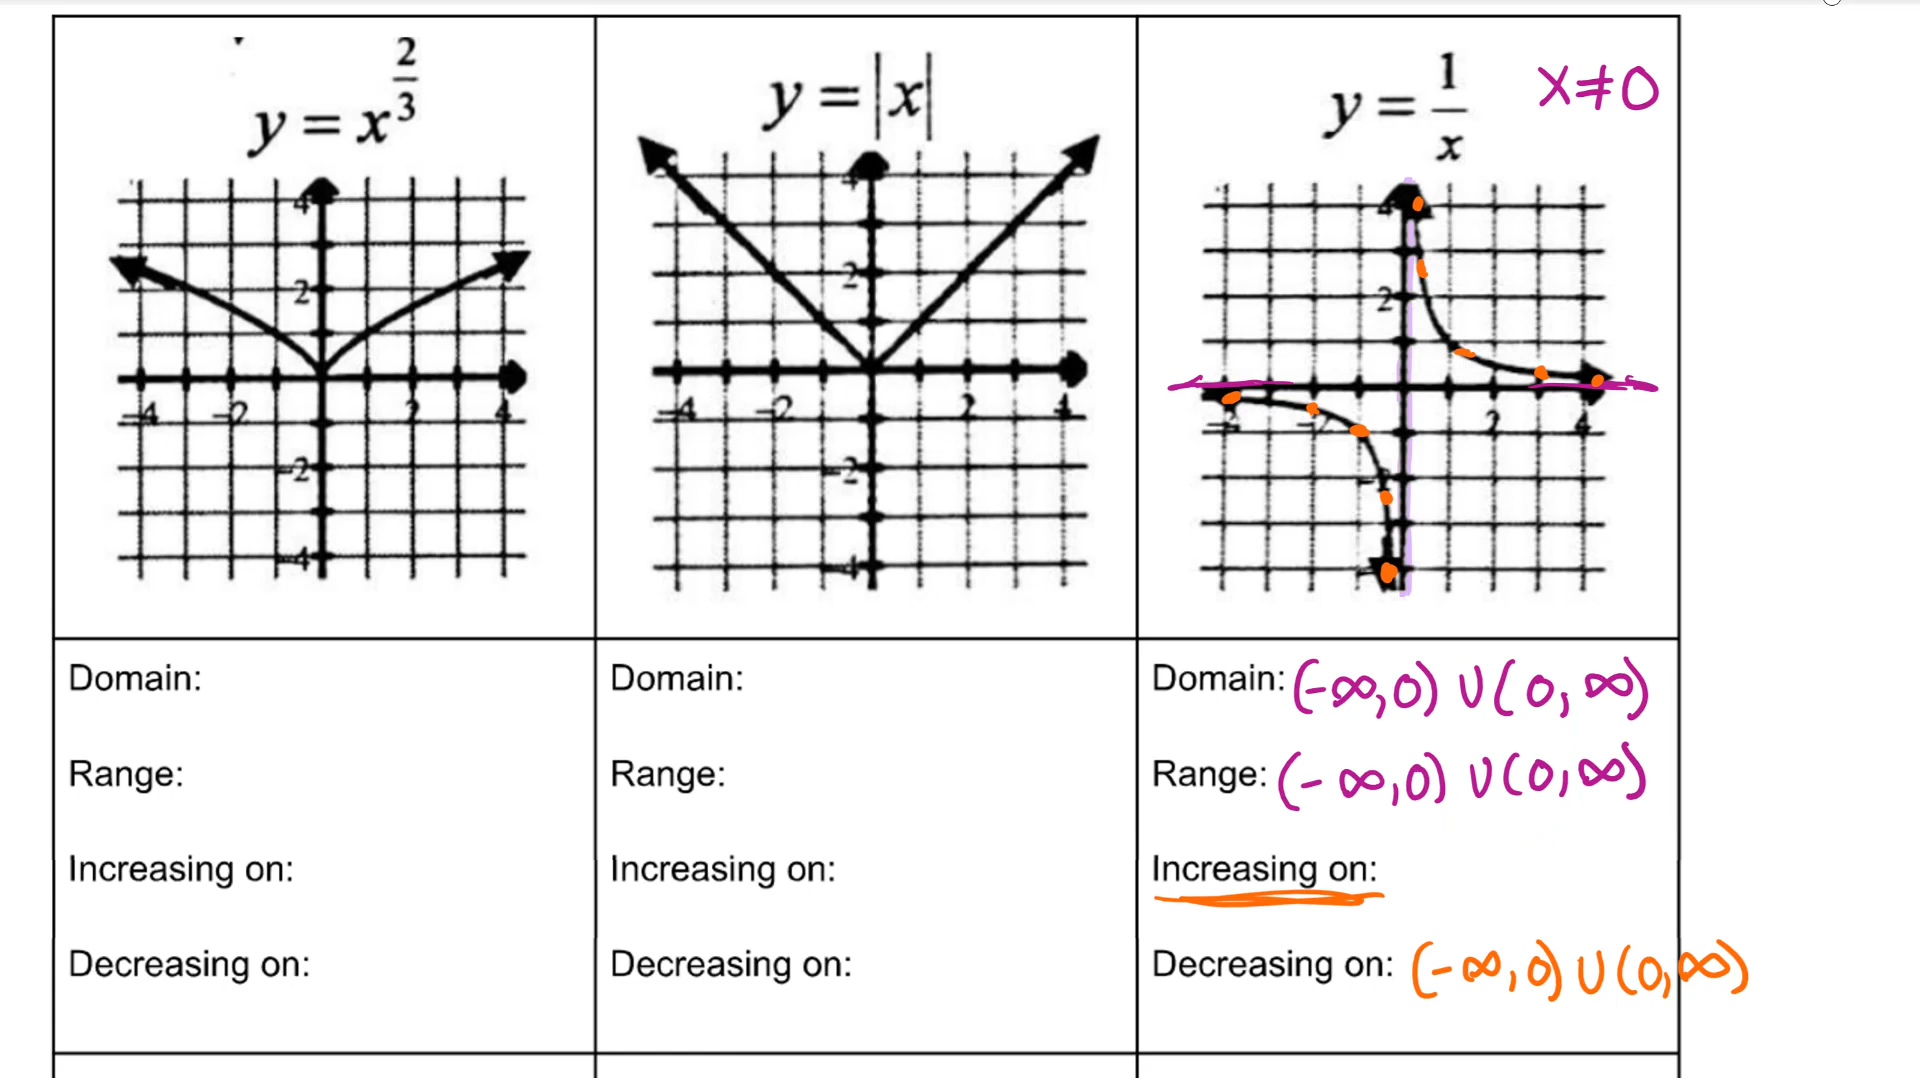 y = x^{2/3}
4
2
-4 -2 2 4
-2
-4
Domain:
Range:
Increasing on:
Decreasing on:
y = |x|
4
2
-4 -2 2 4
-2
-4
Domain:
Range:
Increasing on:
Decreasing on:
y = 1/x x≠0
4
2
2 4
Domain: (-∞,0) ∪ (0,∞)
Range: (-∞,0) ∪ (0,∞)
Increasing on:
Decreasing on: (-∞,0) ∪ (0,∞)